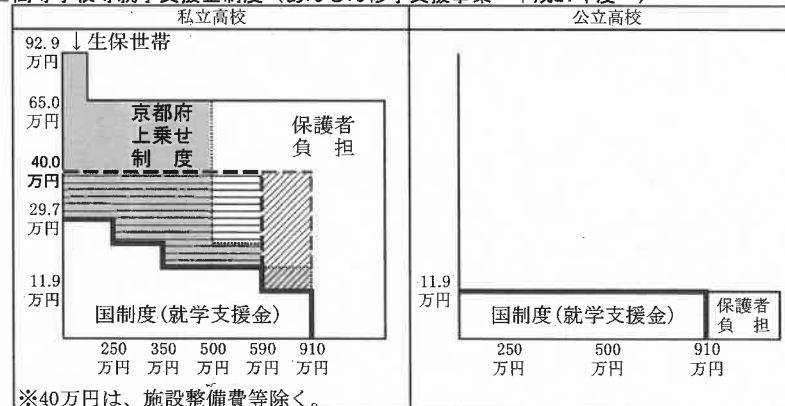 私立高校
公立高校
92.9
万円
↓生保世帯
65.0
万円
京都府
上乗せ
制 度
保護者
負 担
40.0
万円
29.7
万円
11.9
万円
国制度(就学支援金)
250
万円
350
万円
500
万円
590
万円
910
万円
※40万円は、施設整備費等除く。
11.9
万円
国制度(就学支援金)
保護者
負 担
250
万円
500
万円
910
万円